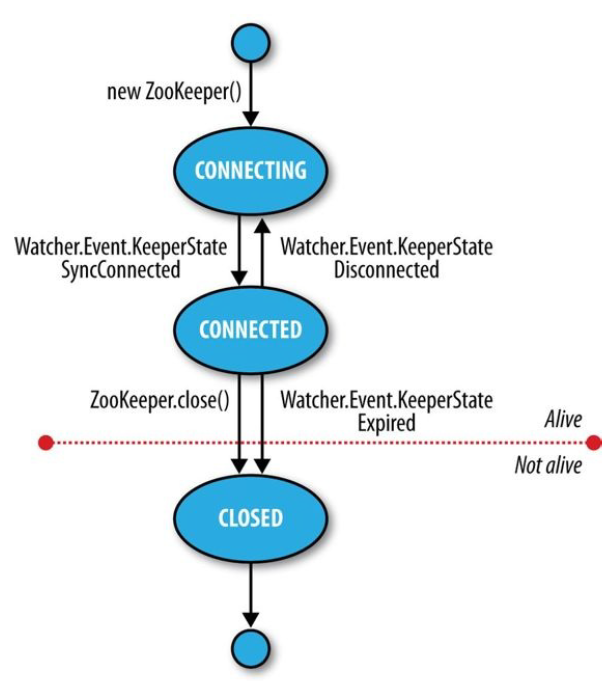 new ZooKeeper()
CONNECTING
Watcher.Event.KeeperState
SyncConnected
Watcher.Event.KeeperState
Disconnected
CONNECTED
ZooKeeper.close()
Watcher.Event.KeeperState
Expired
Alive
Not alive
CLOSED